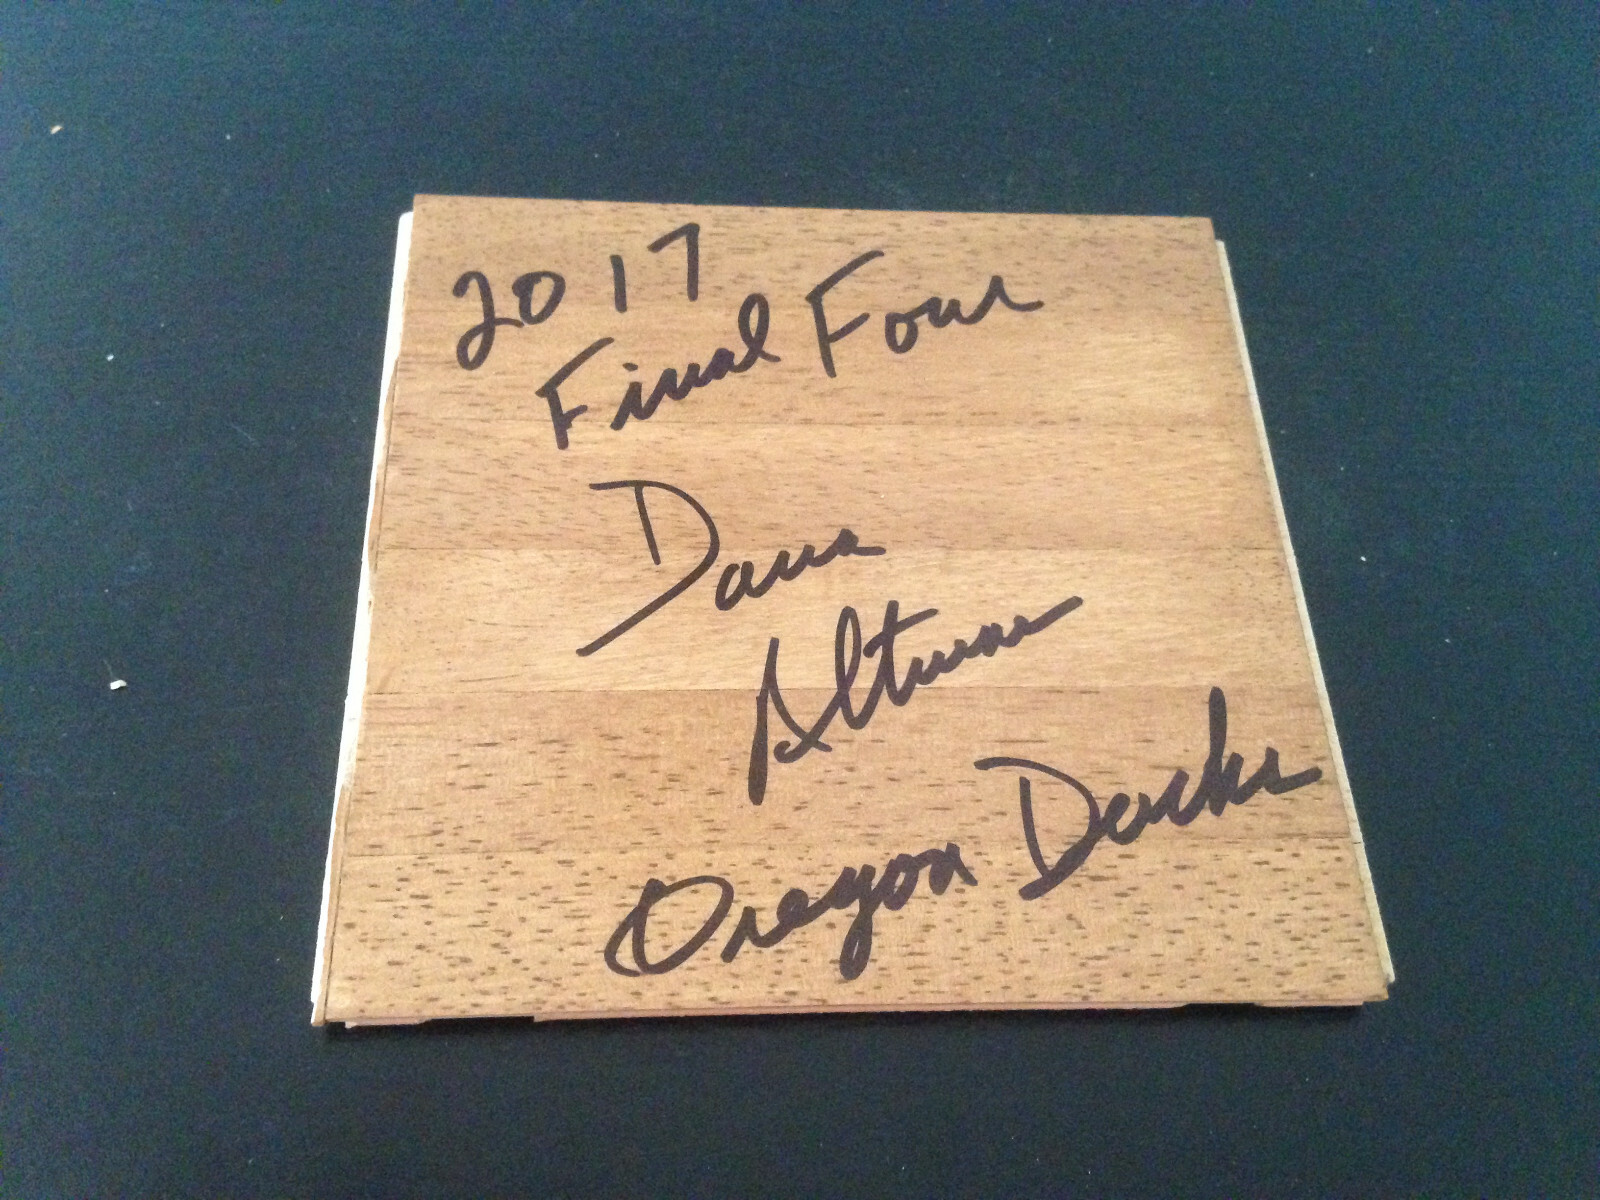 2017
Final Four
Dana
Altman
Oregon Ducks